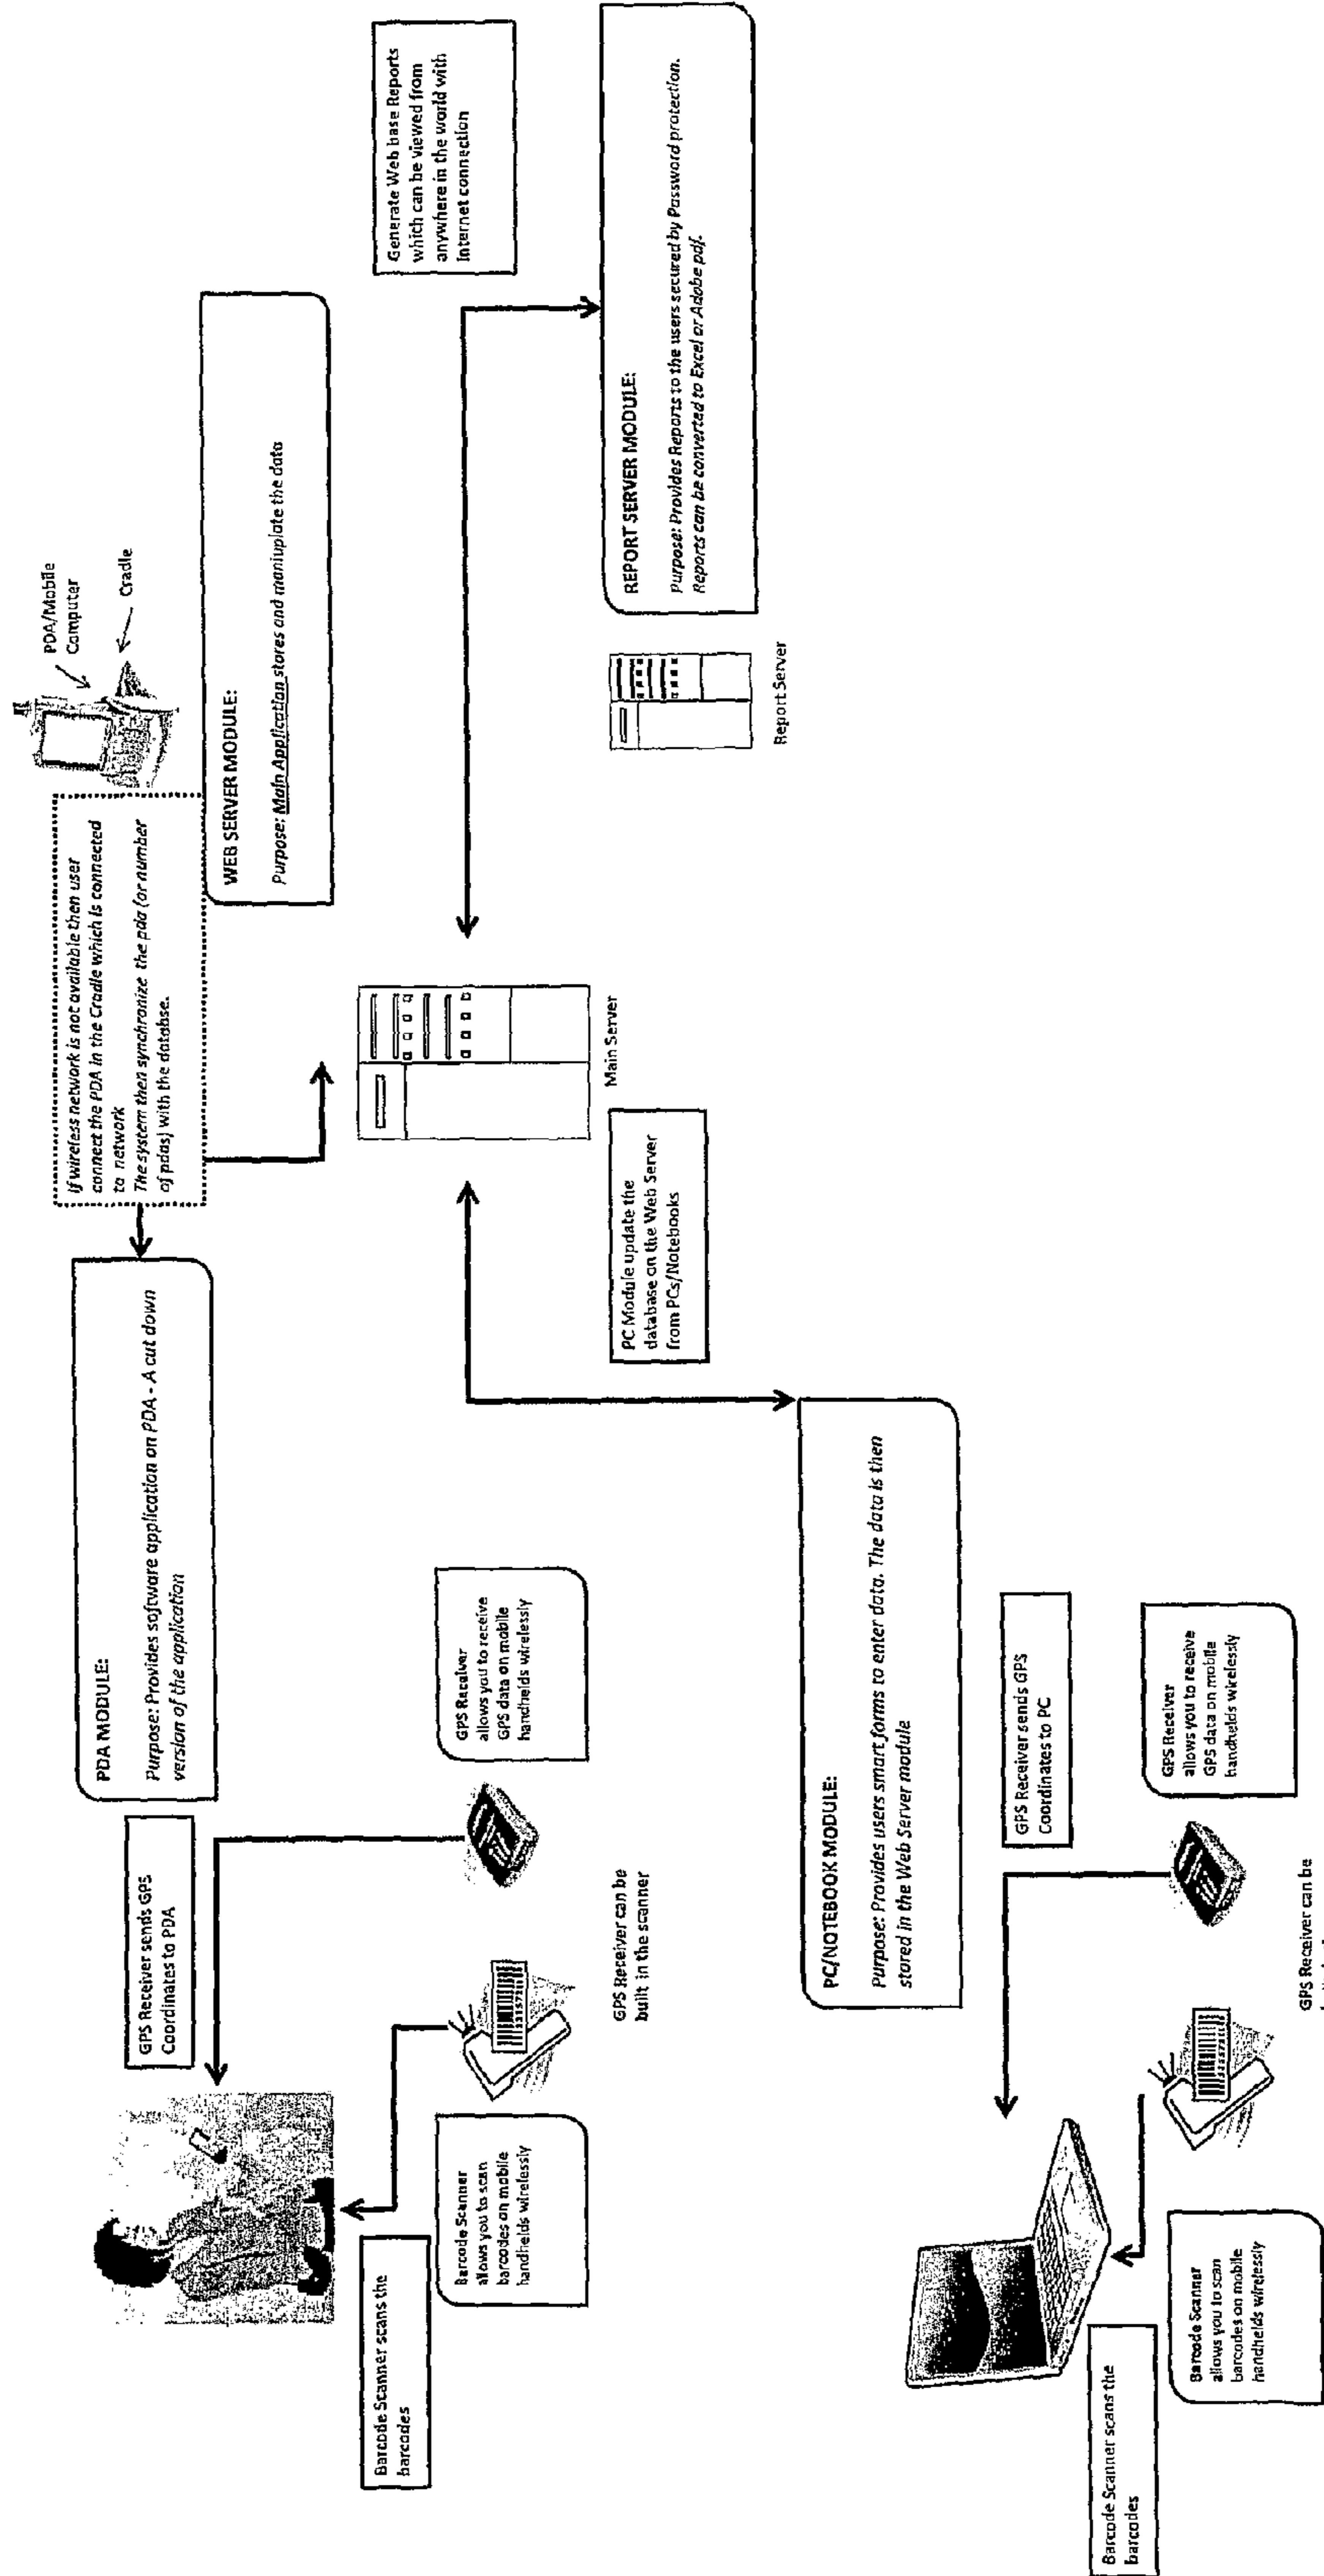 Barcode Scanner scans the
barcodes
Barcode Scanner
allows you to scan
barcodes on mobile
handhelds wirelessly
GPS Receiver sends GPS
Coordinates to PDA
GPS Receiver can be
built in the scanner
GPS Receiver
allows you to receive
GPS data on mobile
handhelds wirelessly
PDA MODULE:
Purpose: Provides software application on PDA - A cut down
version of the application
If wireless network is not available then user
connect the PDA in the Cradle which is connected
to network
The system then synchronize the pda (or number
of pdas) with the databse.
PDA/Mobile
Computer
Cradle
WEB SERVER MODULE:
Purpose: Main Application stores and maniuplate the data
Main Server
PC Module update the
database on the Web Server
from PCs/Notebooks
Generate Web base Reports
which can be viewed from
anywhere in the world with
Internet connection
REPORT SERVER MODULE:
Purpose: Provides Reports to the users secured by Password protection.
Reports can be converted to Excel or Adobe pdf.
Report Server
PC/NOTEBOOK MODULE:
Purpose: Provides users smart forms to enter data. The data is then
stored in the Web Server module
GPS Receiver sends GPS
Coordinates to PC
Barcode Scanner scans the
barcodes
Barcode Scanner
allows you to scan
barcodes on mobile
handhelds wirelessly
GPS Receiver can be
GPS Receiver
allows you to receive
GPS data on mobile
handhelds wirelessly